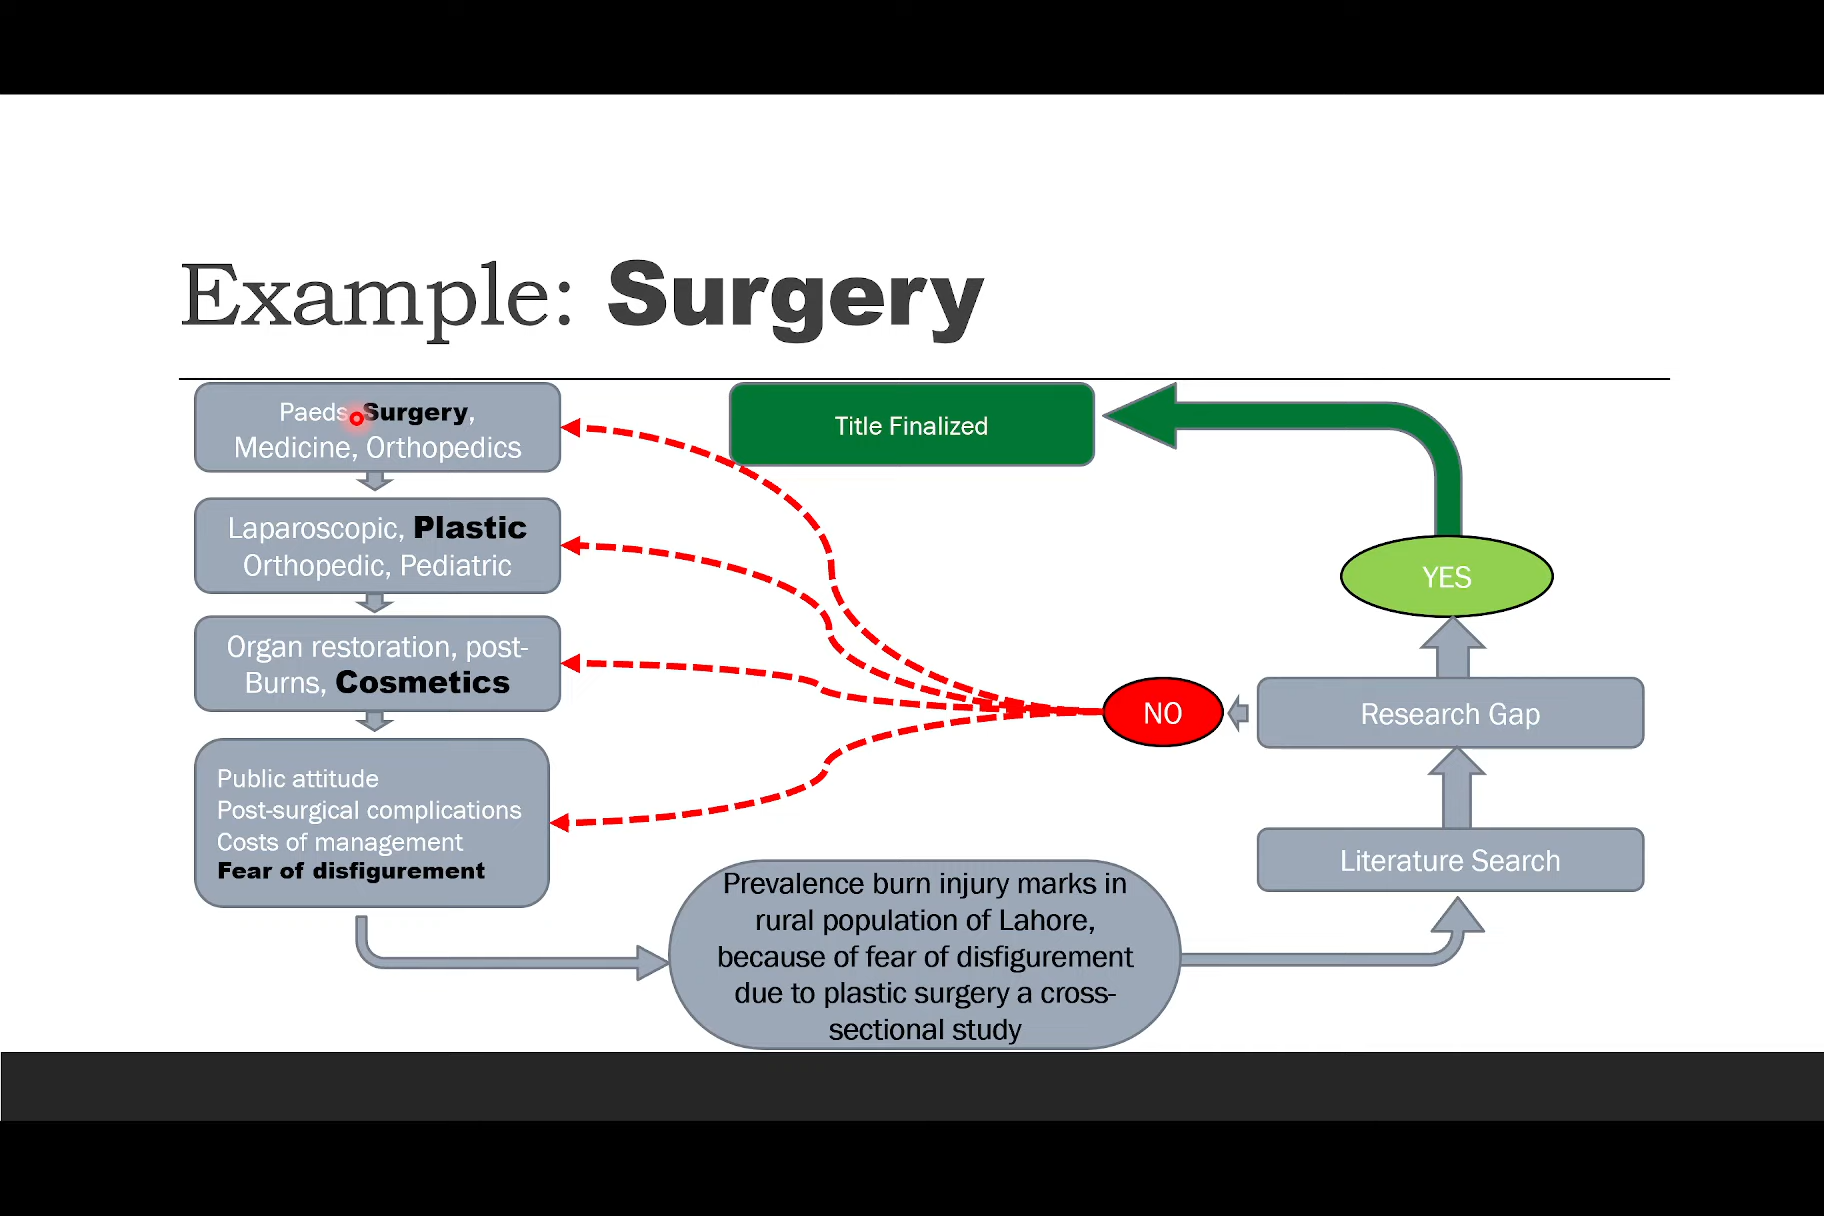 Example: Surgery
Paeds, Surgery,
Medicine, Orthopedics
Laparoscopic, Plastic
Orthopedic, Pediatric
Organ restoration, post-
Burns, Cosmetics
Public attitude
Post-surgical complications
Costs of management
Fear of disfigurement
Prevalence burn injury marks in
rural population of Lahore,
because of fear of disfigurement
due to plastic surgery a cross-
sectional study
Literature Search
Research Gap
NO
YES
Title Finalized